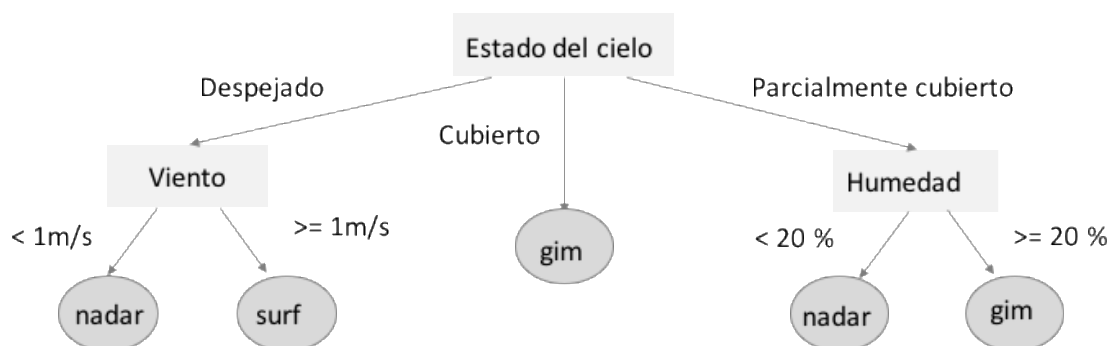 Estado del cielo
Despejado
Parcialmente cubierto
Cubierto
Viento
Humedad
< 1m/s
>= 1m/s
gim
< 20 %
>= 20 %
nadar
surf
nadar
gim